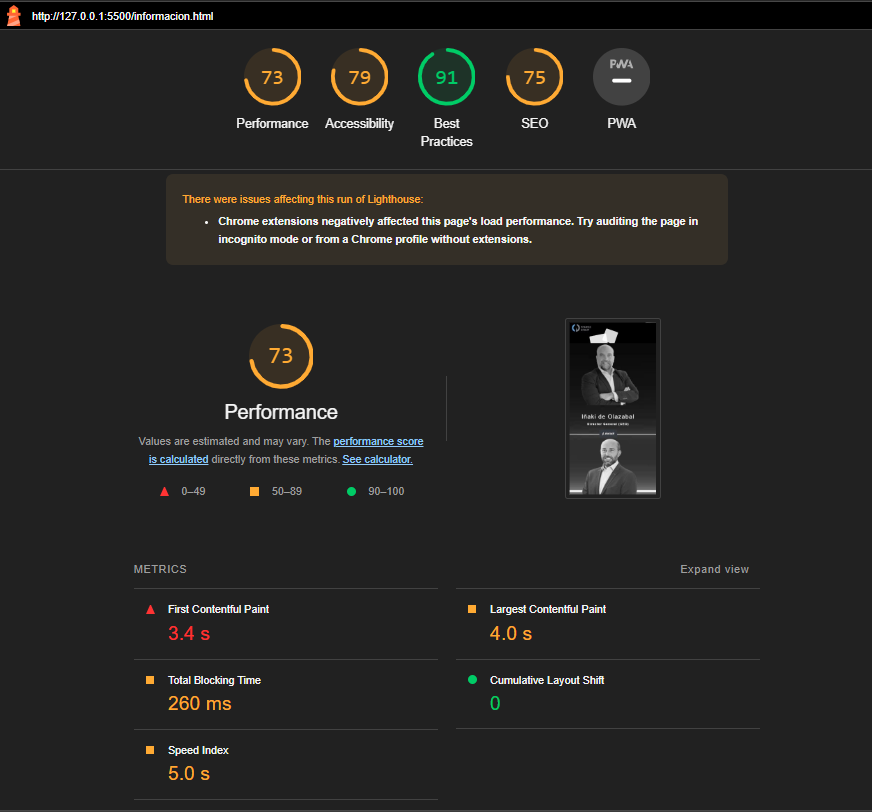 http://127.0.0.1:5500/informacion.html
73
79
91
75
PWA
Performance
Accessibility
Best
Practices
SEO
PWA
There were issues affecting this run of Lighthouse:
Chrome extensions negatively affected this page's load performance. Try auditing the page in
incognito mode or from a Chrome profile without extensions.
73
Performance
Values are estimated and may vary. The performance score
is calculated directly from these metrics. See calculator.
0–49
50–89
90–100
Iñaki de Olazabal
Director General (CEO)
METRICS
Expand view
First Contentful Paint
3.4 s
Largest Contentful Paint
4.0 s
Total Blocking Time
260 ms
Cumulative Layout Shift
0
Speed Index
5.0 s